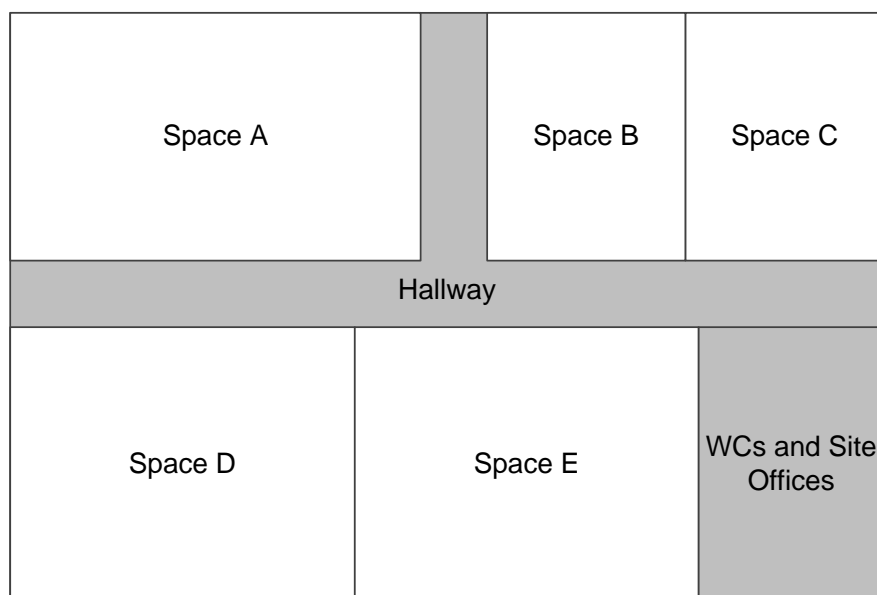 Space A
Space B
Space C
Hallway
Space D
Space E
WCs and Site
Offices